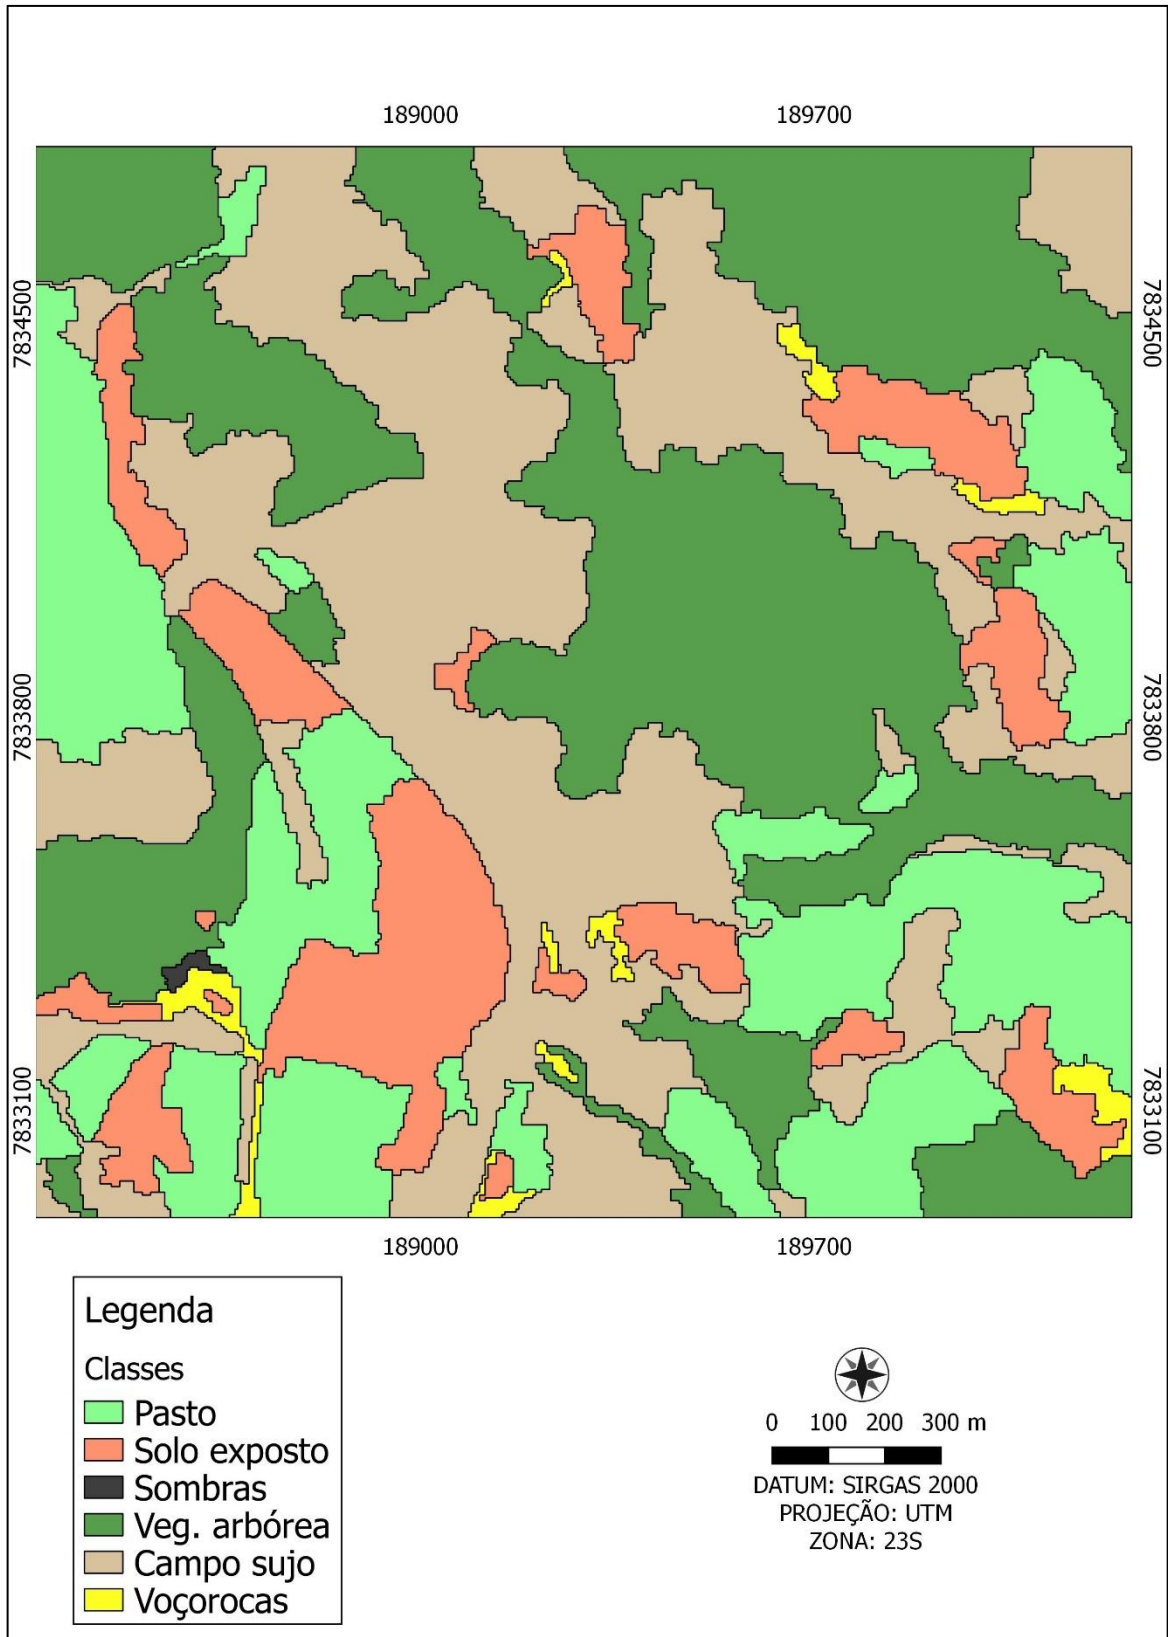 189000 189700
7834500 7834500
7833800 7833800
7833100 7833100
189000 189700
Legenda
Classes
Pasto
Solo exposto
Sombras
Veg. arbórea
Campo sujo
Voçorocas
0 100 200 300 m
DATUM: SIRGAS 2000
PROJEÇÃO: UTM
ZONA: 23S